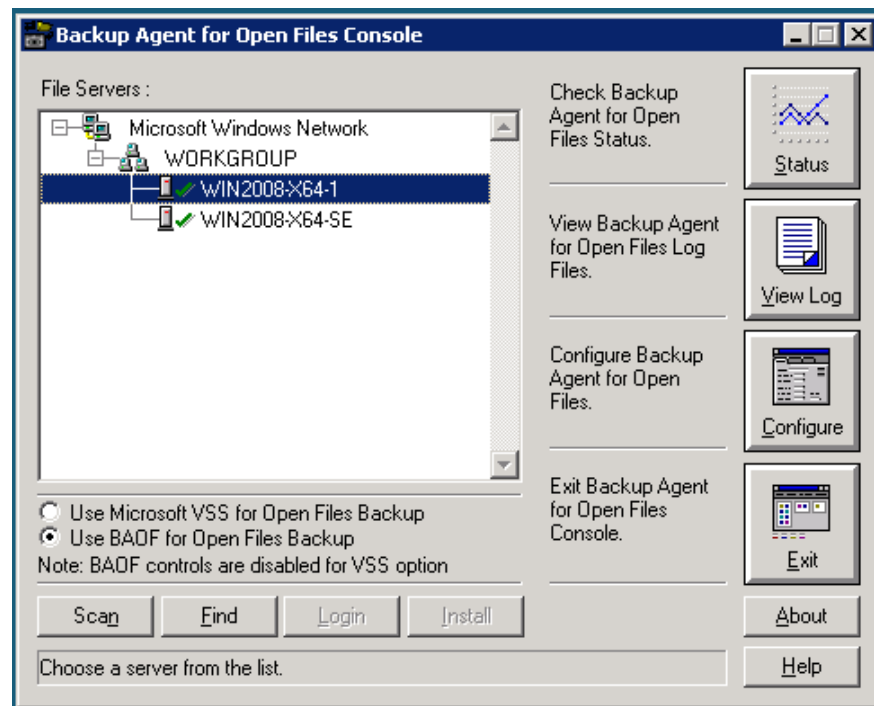 Backup Agent for Open Files Console
File Servers :
Microsoft Windows Network
WORKGROUP
WIN2008-X64-1
WIN2008-X64-SE
Use Microsoft VSS for Open Files Backup
Use BAOF for Open Files Backup
Note: BAOF controls are disabled for VSS option
Scan
Find
Login
Install
Choose a server from the list.
Check Backup
Agent for Open
Files Status.
Status
View Backup Agent
for Open Files Log
Files.
View Log
Configure Backup
Agent for Open
Files.
Configure
Exit Backup Agent
for Open Files
Console.
Exit
About
Help